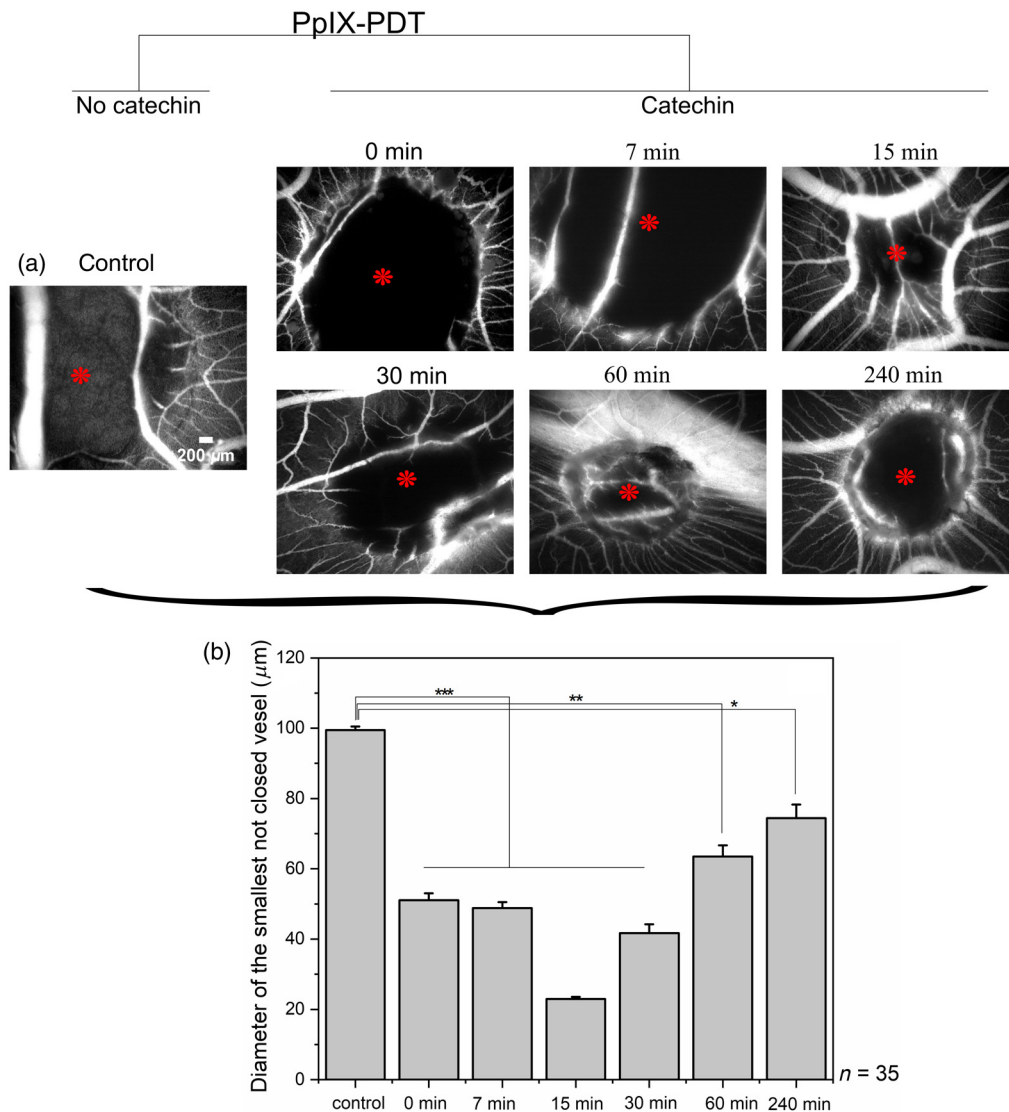 PpIX-PDT
No catechin
Catechin
0 min
7 min
15 min
(a) Control
200 μm
30 min
60 min
240 min
(b)
Diameter of the smallest not closed vesel (μm)
120
100
80
60
40
20
0
***
**
*
n = 35
control 0 min 7 min 15 min 30 min 60 min 240 min